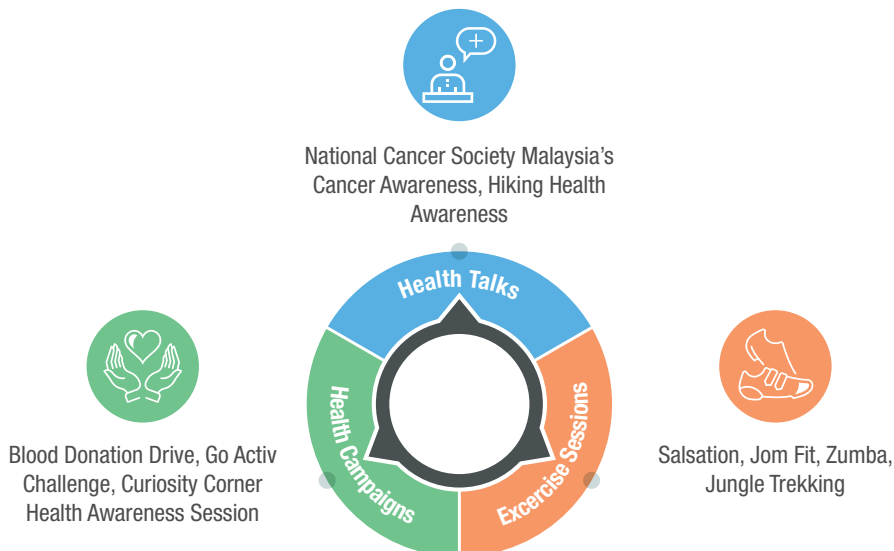 National Cancer Society Malaysia's
Cancer Awareness, Hiking Health
Awareness
Health Talks
Health Campaigns
Excercise Sessions
Blood Donation Drive, Go Activ
Challenge, Curiosity Corner
Health Awareness Session
Salsation, Jom Fit, Zumba,
Jungle Trekking